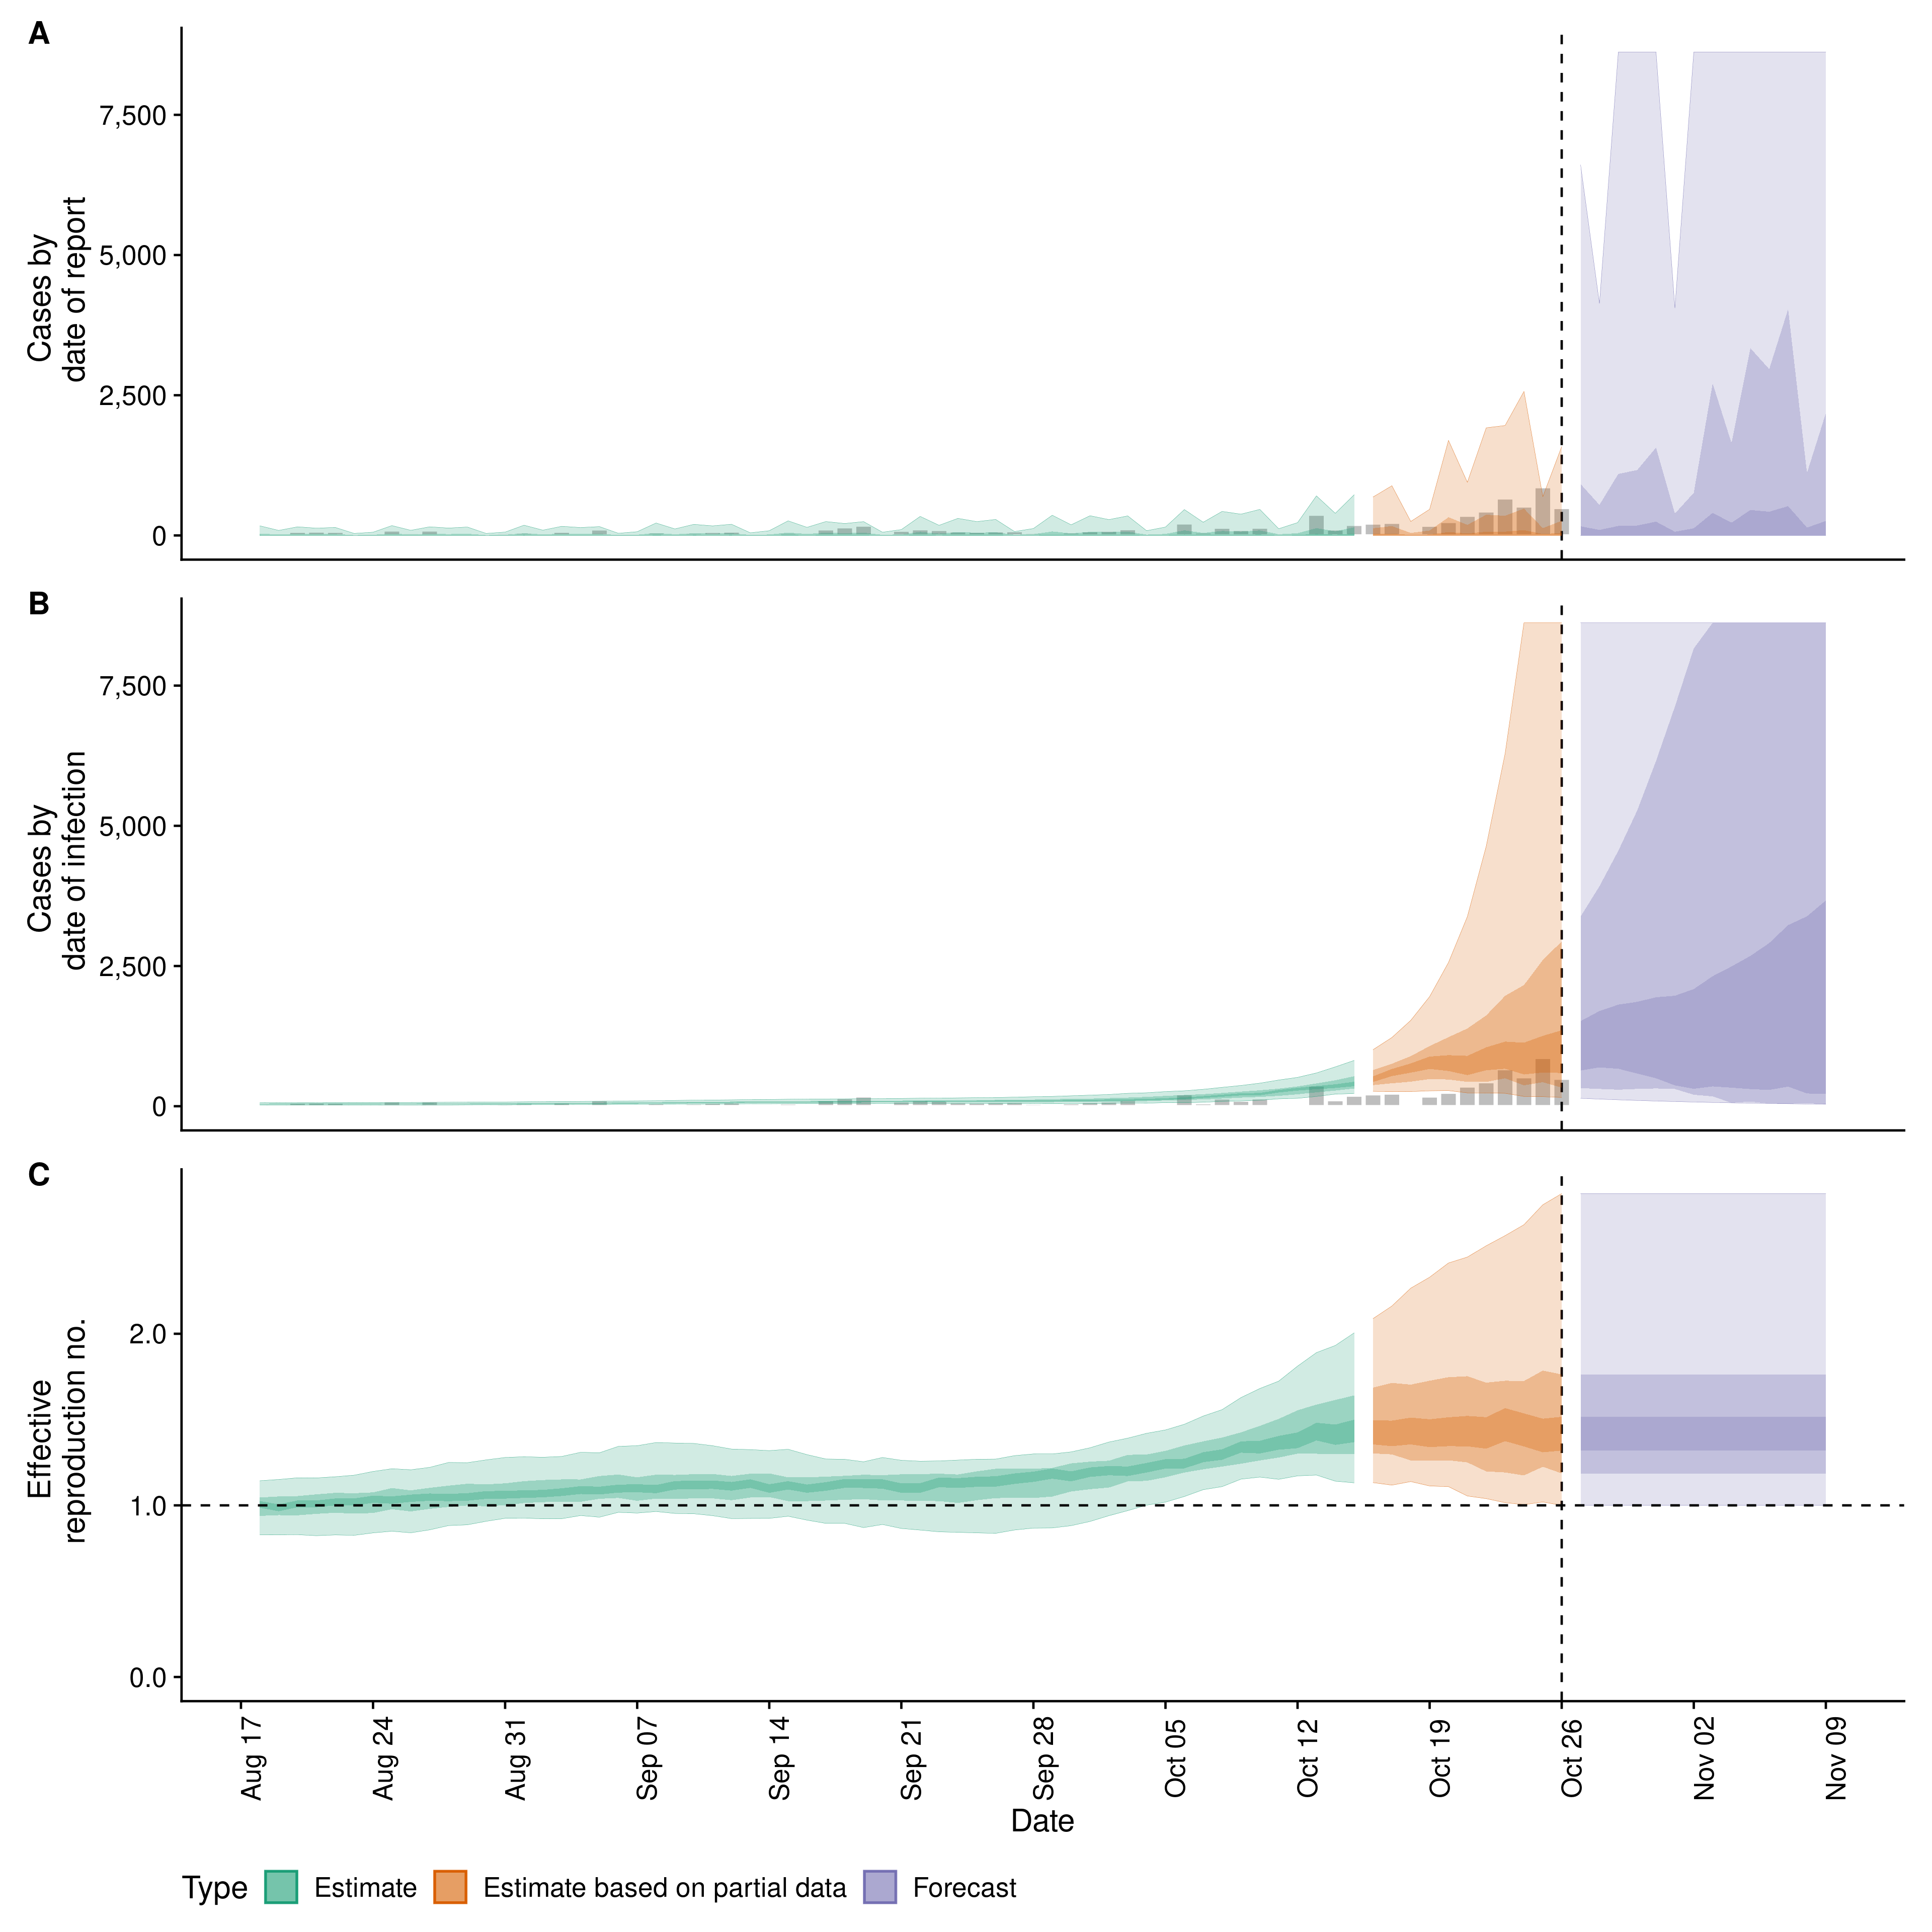 A
Cases by
date of report
7,500
5,000
2,500
0
B
Cases by
date of infection
7,500
5,000
2,500
0
C
Effective
reproduction no.
2.0
1.0
0.0
Aug 17
Aug 24
Aug 31
Sep 07
Sep 14
Sep 21
Sep 28
Oct 05
Oct 12
Oct 19
Oct 26
Nov 02
Nov 09
Date
Type Estimate Estimate based on partial data Forecast